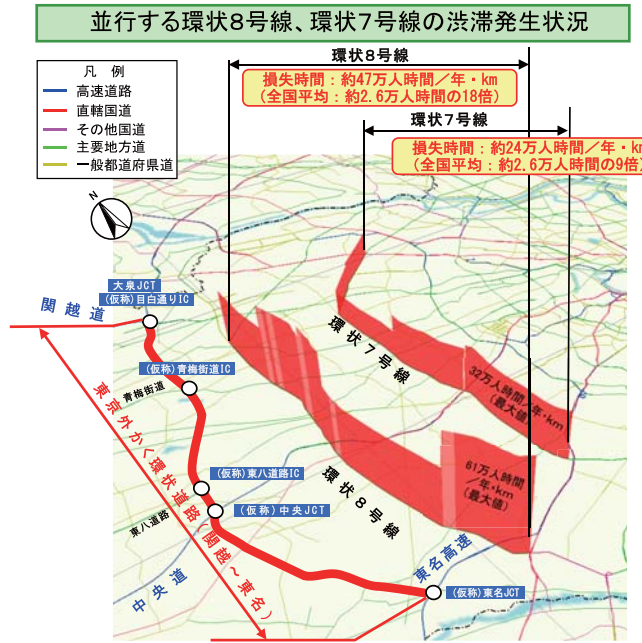 並行する環状8号線、環状7号線の渋滞発生状況
環状8号線
損失時間：約47万人時間／年・km
（全国平均：約2.6万人時間の18倍）
環状7号線
損失時間：約24万人時間／年・km
（全国平均：約2.6万人時間の9倍）
凡 例
高速道路
直轄国道
その他国道
主要地方道
一般都道府県道
N
大泉JCT
（仮称）目白通りIC
関越道
（仮称）青梅街道IC
青梅街道
東京外かく環状道路（関越～東名）
（仮称）東八道路IC
（仮称）中央JCT
東八道路
中央道
環状7号線
32万人時間／年・km
（最大値）
環状8号線
61万人時間
／年・km
（最大値）
東名高速
（仮称）東名JCT